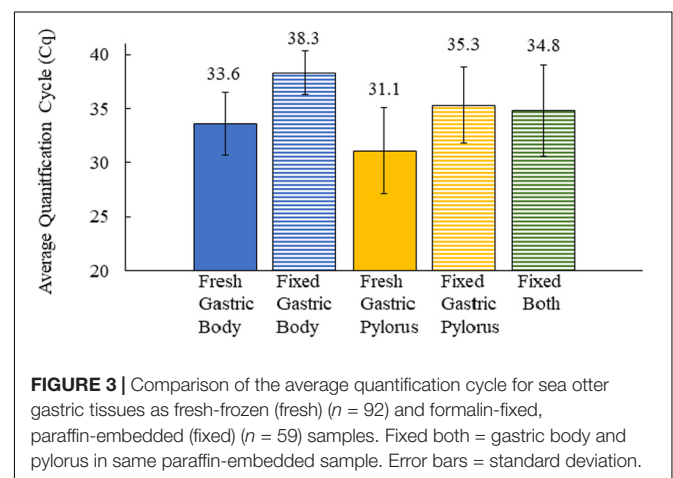 Average Quanitfication Cycle (Cq)
40
35
30
25
20
33.6
38.3
31.1
35.3
34.8
Fresh Gastric Body
Fixed Gastric Body
Fresh Gastric Pylorus
Fixed Gastric Pylorus
Fixed Both
FIGURE 3 | Comparison of the average quantification cycle for sea otter
gastric tissues as fresh-frozen (fresh) (n = 92) and formalin-fixed,
paraffin-embedded (fixed) (n = 59) samples. Fixed both = gastric body and
pylorus in same paraffin-embedded sample. Error bars = standard deviation.